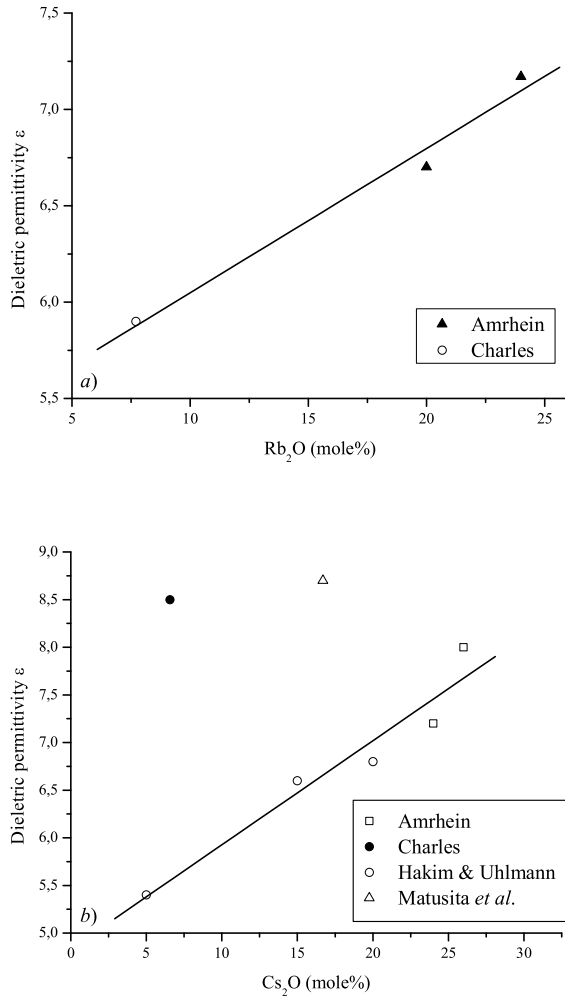 7,5
7,0
6,5
6,0
5,5
Dieletric permittivity ε
Amrhein
Charles
a)
5 10 15 20 25
Rb₂O (mole%)
9,0
8,5
8,0
7,5
7,0
6,5
6,0
5,5
5,0
Dieletric permittivity ε
Amrhein
Charles
Hakim & Uhlmann
Matusita et al.
b)
0 5 10 15 20 25 30
Cs₂O (mole%)